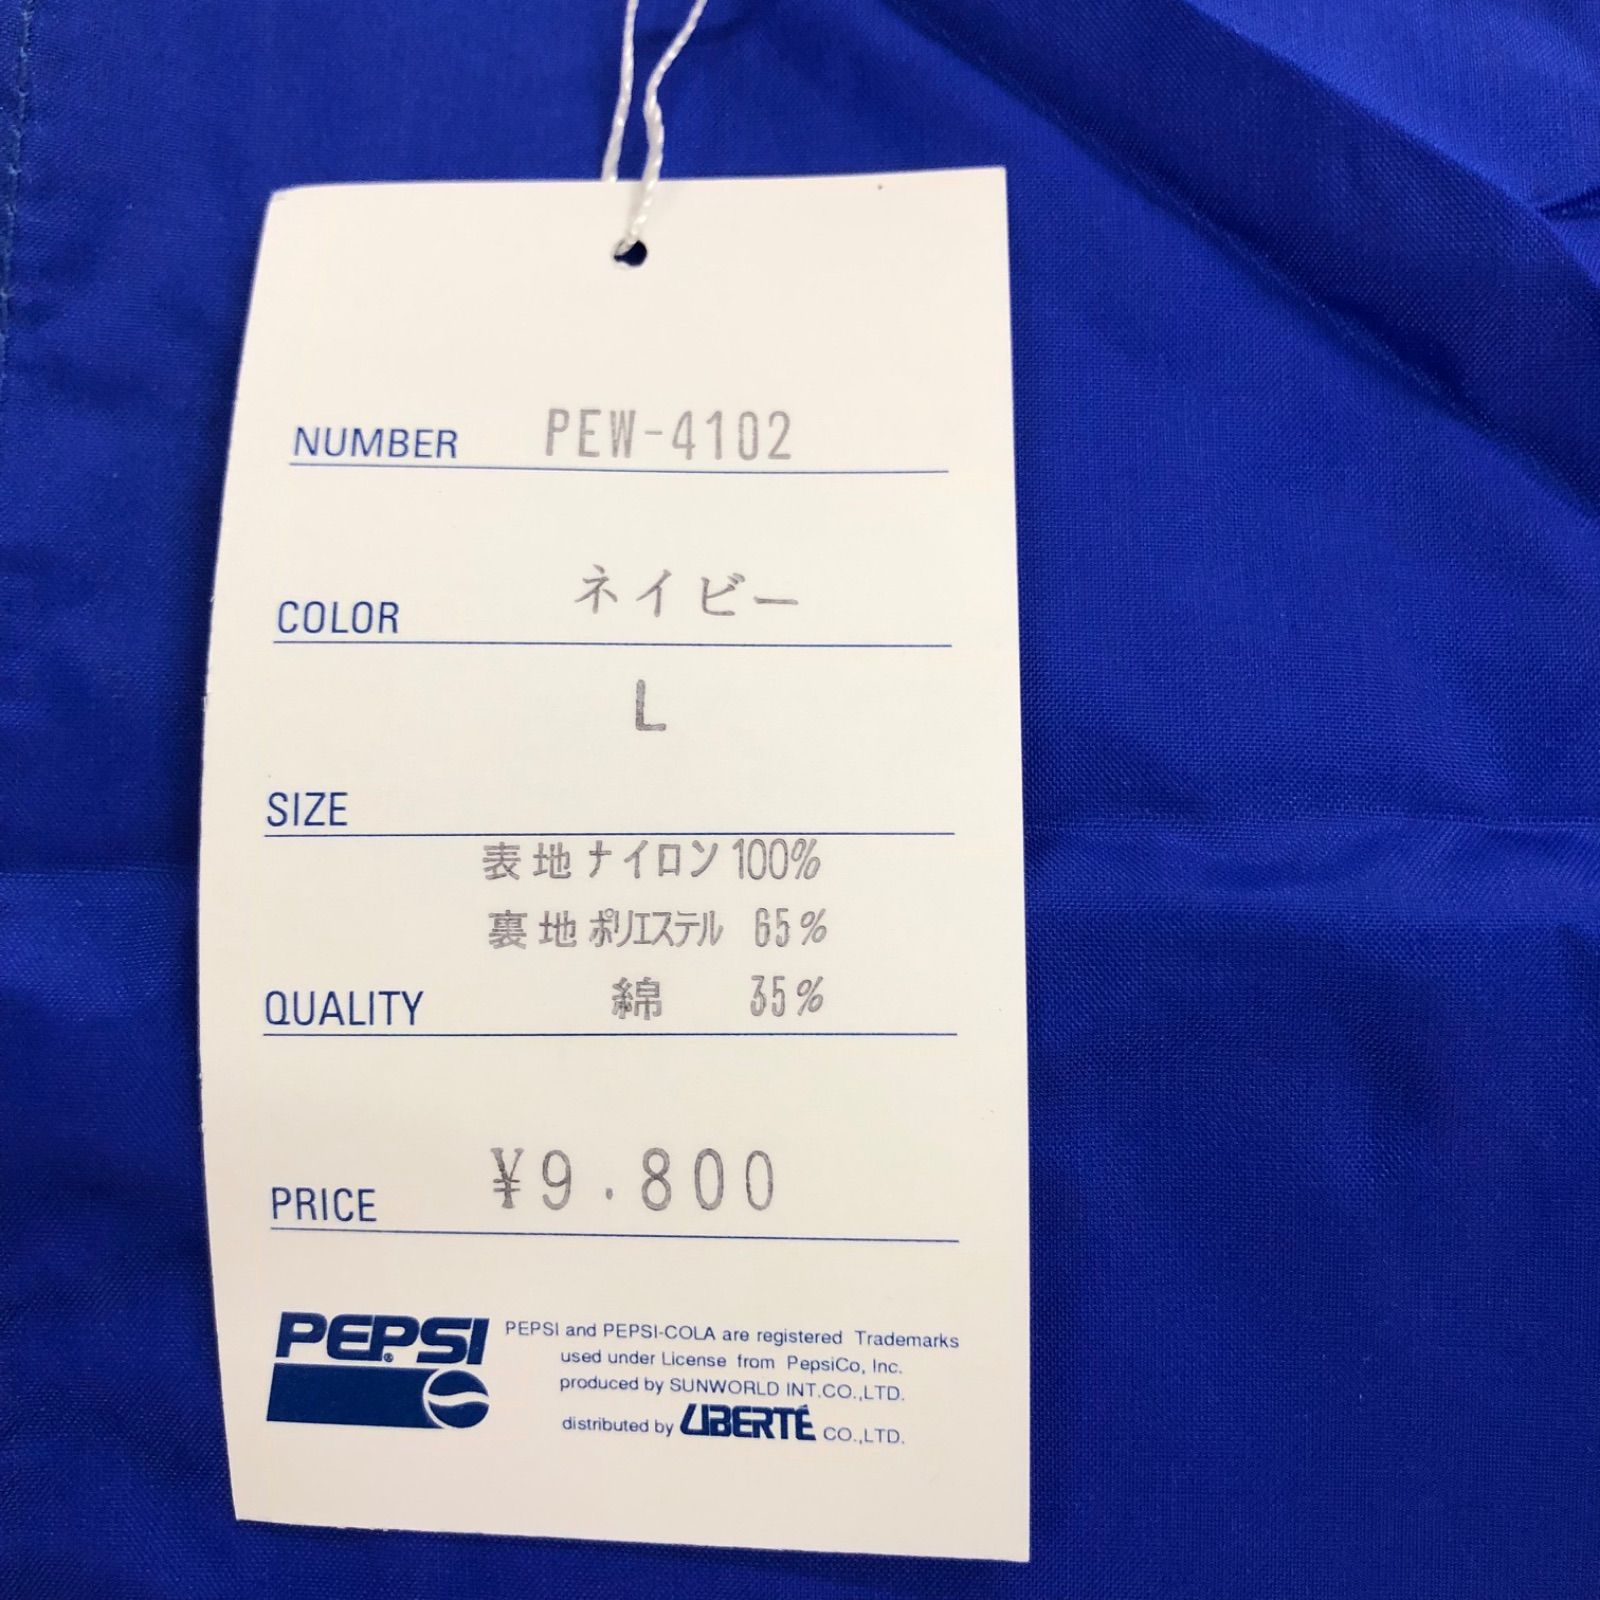 NUMBER PEW-4102
COLOR ネイビー
L
SIZE
表地ナイロン100%
裏地ポリエステル 65%
QUALITY 綿 35%
PRICE ¥9.800
PEPSI®
PEPSI and PEPSI-COLA are registered Trademarks
used under License from PepsiCo, Inc.
produced by SUNWORLD INT.CO.,LTD.
distributed by LIBERTÉ CO.,LTD.